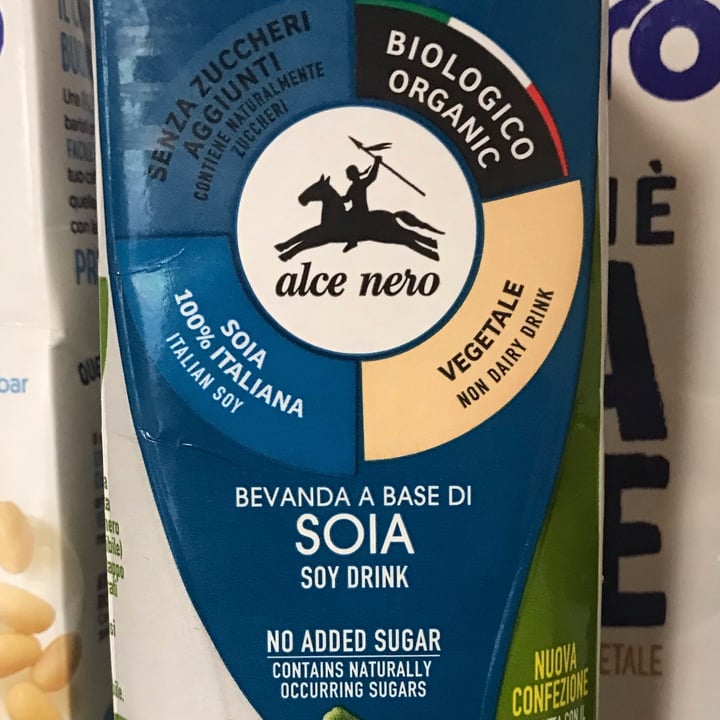 SENZA ZUCCHERI
AGGIUNTI
CONTIENE NATURALMENTE
ZUCCHERI
BIOLOGICO
ORGANIC
alce nero
SOIA
100% ITALIANA
ITALIAN SOY
VEGETALE
NON DAIRY DRINK
BEVANDA A BASE DI
SOIA
SOY DRINK
NO ADDED SUGAR
CONTAINS NATURALLY
OCCURRING SUGARS
NUOVA
CONFEZIONE